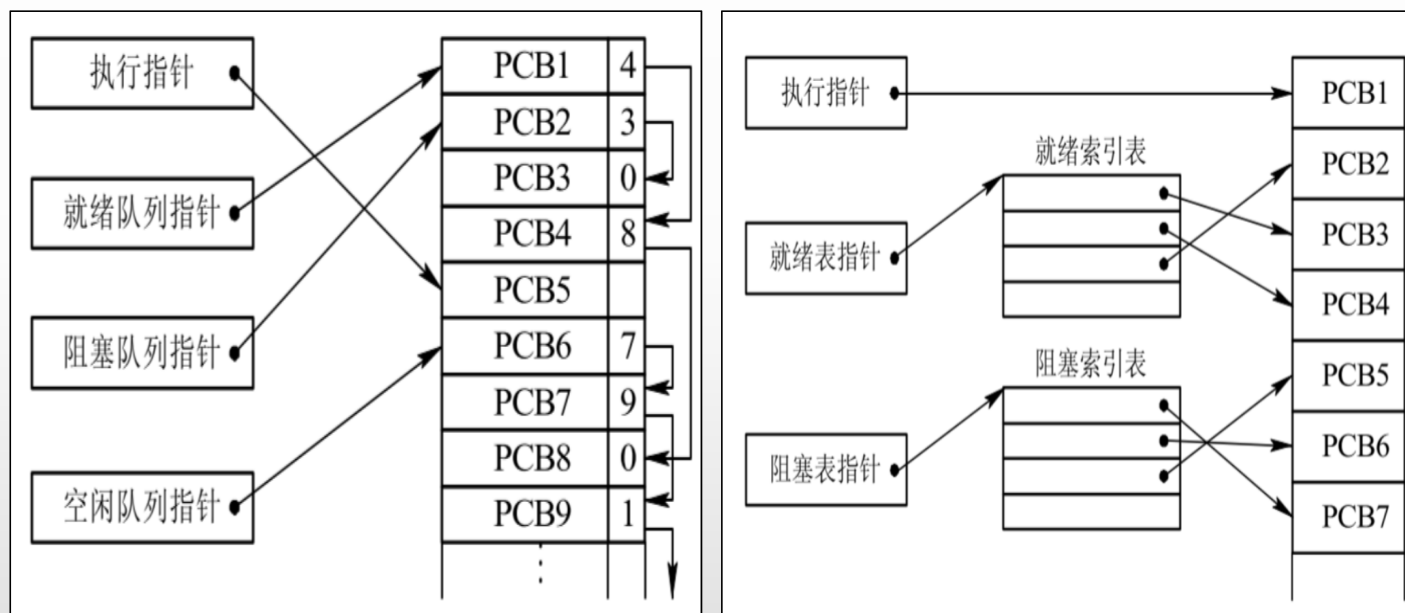 执行指针
就绪队列指针
阻塞队列指针
空闲队列指针
PCB1 4
PCB2 3
PCB3 0
PCB4 8
PCB5
PCB6 7
PCB7 9
PCB8 0
PCB9 1
⋮
执行指针
就绪表指针
阻塞表指针
就绪索引表
阻塞索引表
PCB1
PCB2
PCB3
PCB4
PCB5
PCB6
PCB7